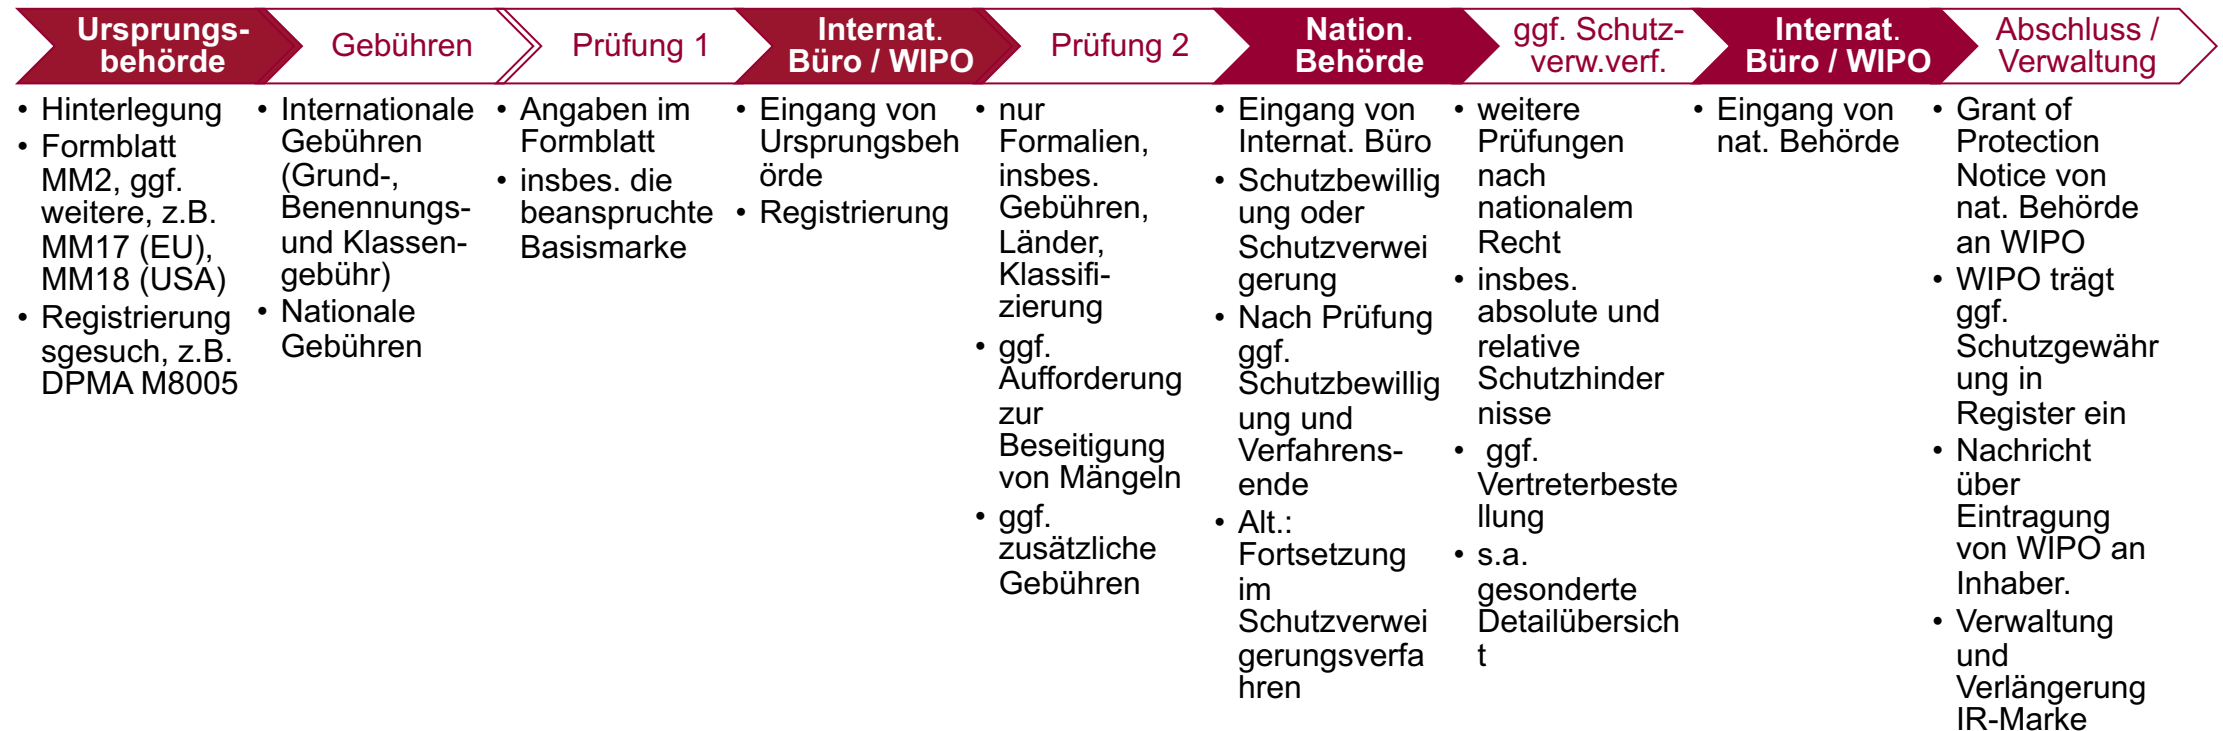 Ursprungs-
behörde
Gebühren
Prüfung 1
Internat.
Büro / WIPO
Prüfung 2
Nation.
Behörde
ggf. Schutz-
verw.verf.
Internat.
Büro / WIPO
Abschluss /
Verwaltung
• Hinterlegung
• Formblatt
MM2, ggf.
weitere, z.B.
MM17 (EU),
MM18 (USA)
• Registrierung
sgesuch, z.B.
DPMA M8005
• Internationale
Gebühren
(Grund-,
Benennungs-
und Klassen-
gebühr)
• Nationale
Gebühren
• Angaben im
Formblatt
• insbes. die
beanspruchte
Basismarke
• Eingang von
Ursprungsbeh
örde
• Registrierung
• nur
Formalien,
insbes.
Gebühren,
Länder,
Klassifi-
zierung
• ggf.
Aufforderung
zur
Beseitigung
von Mängeln
• ggf.
zusätzliche
Gebühren
• Eingang von
Internat. Büro
• Schutzbewillig
ung oder
Schutzverwei
gerung
• Nach Prüfung
ggf.
Schutzbewillig
ung und
Verfahrens-
ende
• Alt.:
Fortsetzung
im
Schutzverwei
gerungsverfa
hren
• weitere
Prüfungen
nach
nationalem
Recht
• insbes.
absolute und
relative
Schutzhinder
nisse
• ggf.
Vertreterbeste
llung
• s.a.
gesonderte
Detailübersich
t
• Eingang von
nat. Behörde
• Grant of
Protection
Notice von
nat. Behörde
an WIPO
• WIPO trägt
ggf.
Schutzgewähr
ung in
Register ein
• Nachricht
über
Eintragung
von WIPO an
Inhaber.
• Verwaltung
und
Verlängerung
IR-Marke